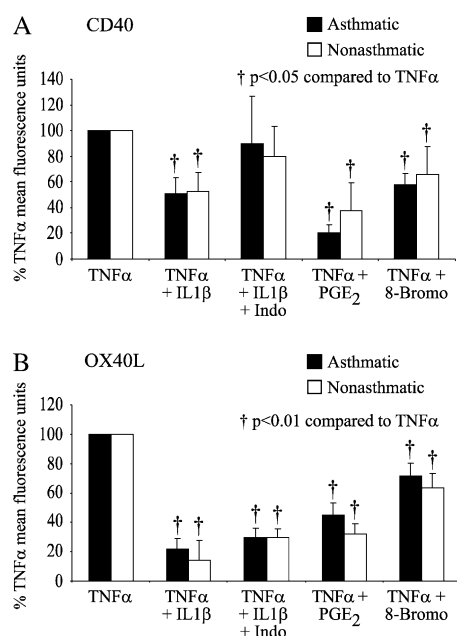 A
CD40
Asthmatic
Nonasthmatic
† p<0.05 compared to TNFα
% TNFα mean fluorescence units
140
120
100
80
60
40
20
0
† † † † † †
TNFα
TNFα
+ IL1β
TNFα
+ IL1β
+ Indo
TNFα +
PGE2
TNFα +
8-Bromo
B
OX40L
Asthmatic
Nonasthmatic
† p<0.01 compared to TNFα
% TNFα mean fluorescence units
120
100
80
60
40
20
0
† † † † † † † †
TNFα
TNFα
+ IL1β
TNFα
+ IL1β
+ Indo
TNFα +
PGE2
TNFα +
8-Bromo